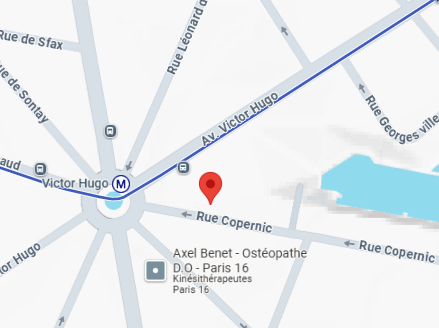 Rue de Sfax
Rue Léonard d
Rue de Sontay
Av. Victor Hugo
Rue Georges ville
aud
Victor Hugo M
Rue Copernic
Rue Copernic
or Hugo
Axel Benet - Ostéopathe
D.O - Paris 16
Kinésithérapeutes
Paris 16